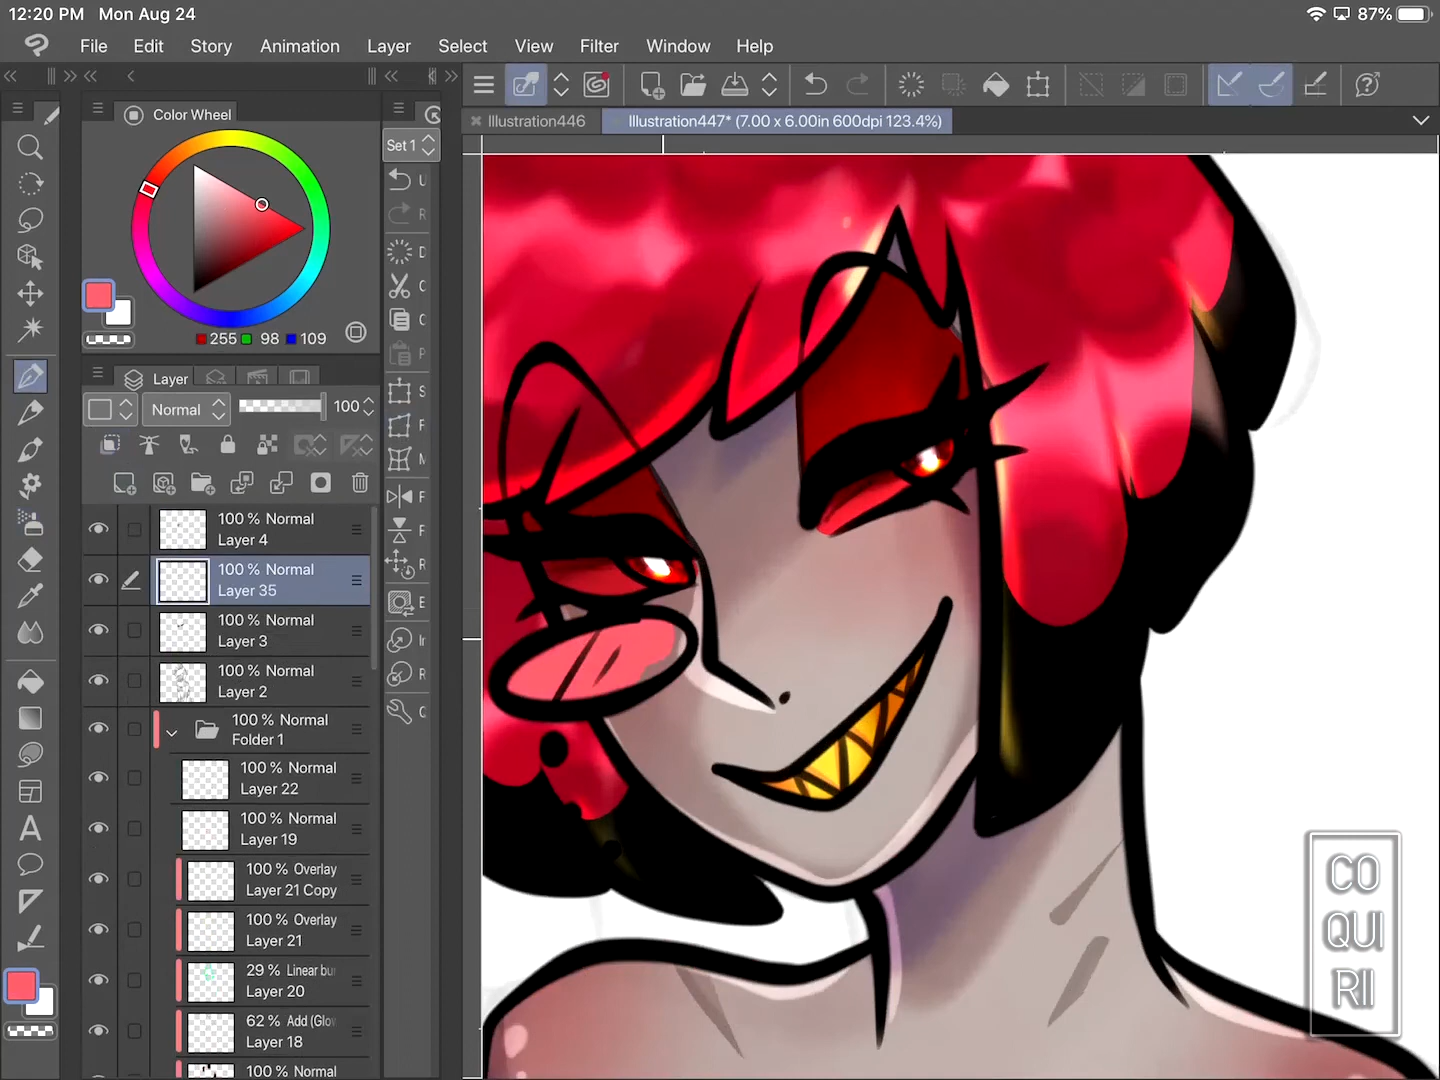 12:20 PM Mon Aug 24
87%
File Edit Story Animation Layer Select View Filter Window Help
Color Wheel
Set 1
Illustration446
Illustration447* (7.00 x 6.00in 600dpi 123.4%)
255 98 109
Layer
Normal
100
100 % Normal
Layer 4
100 % Normal
Layer 35
100 % Normal
Layer 3
100 % Normal
Layer 2
100 % Normal
Folder 1
100 % Normal
Layer 22
100 % Normal
Layer 19
100 % Overlay
Layer 21 Copy
100 % Overlay
Layer 21
29 % Linear bu
Layer 20
62 % Add (Glo
Layer 18
100 % Normal
CO
QUI
RII